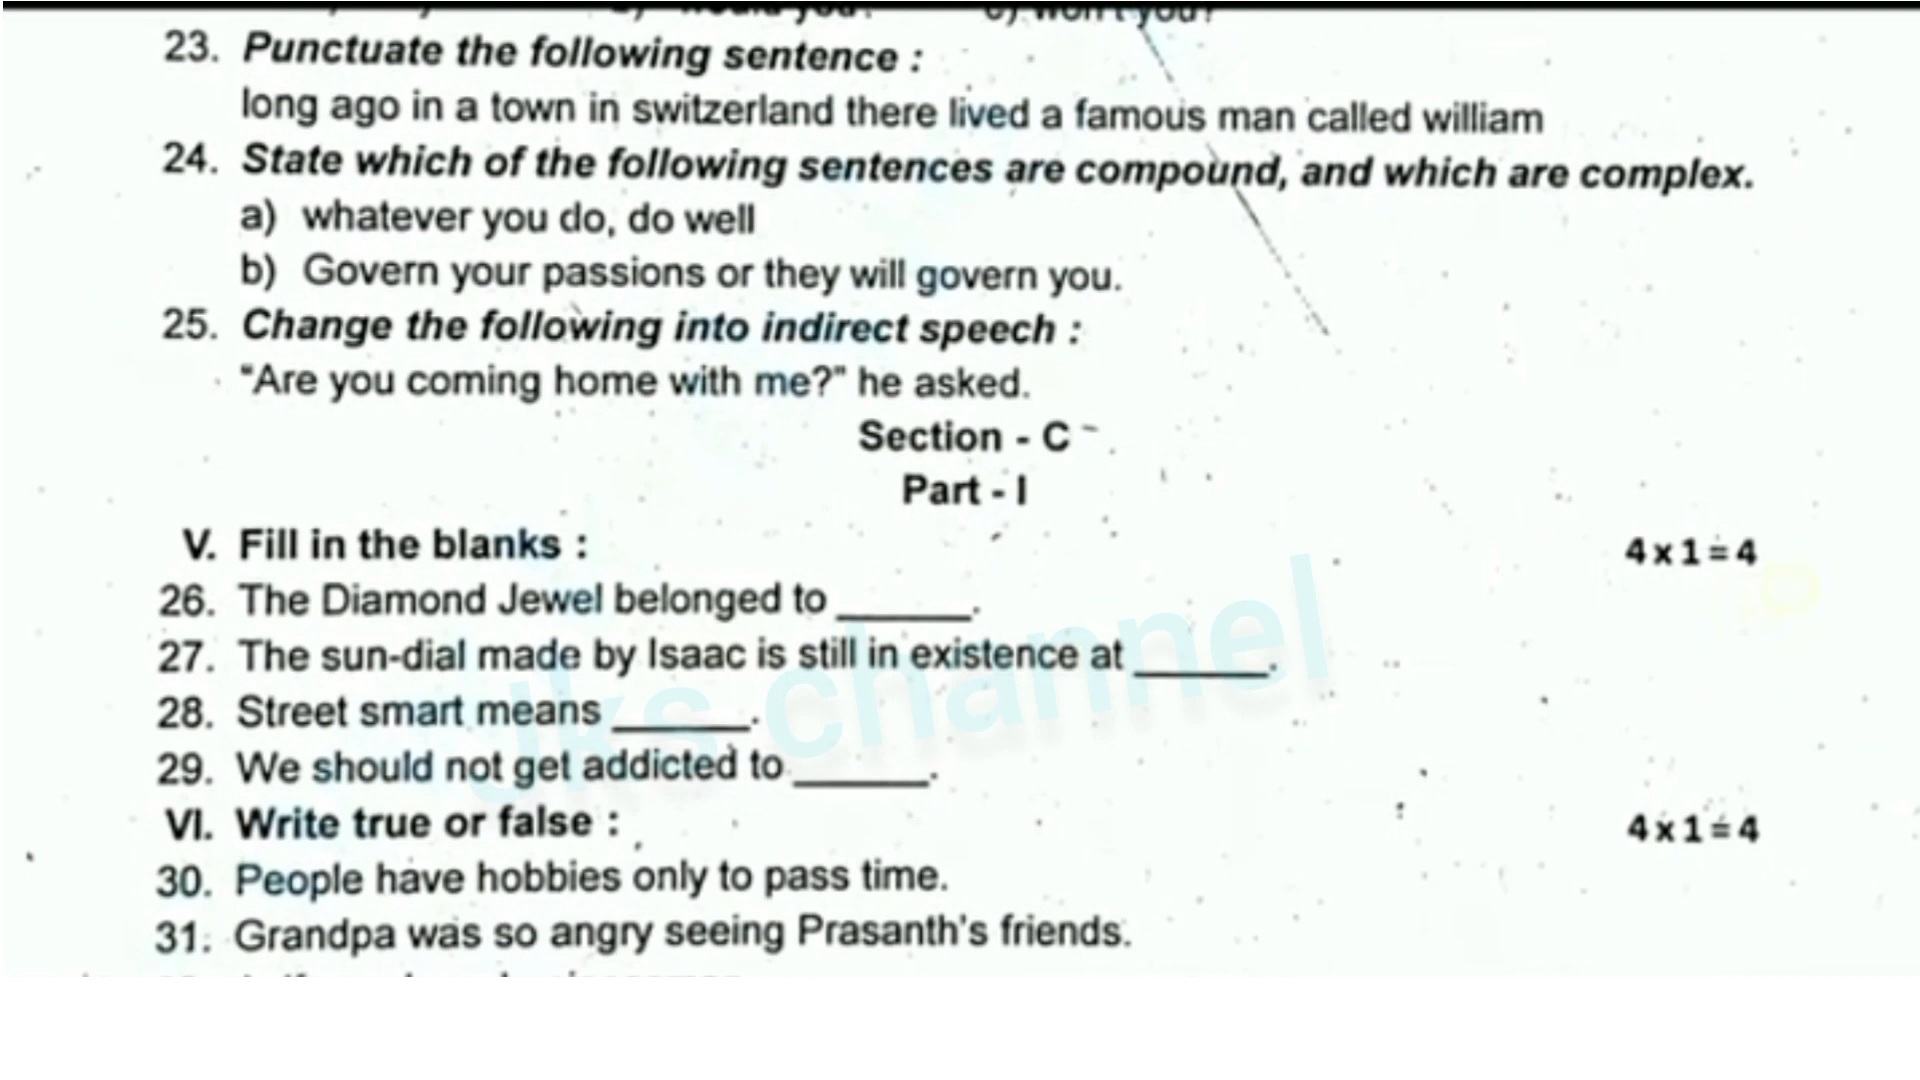 c) won't you?
23. Punctuate the following sentence :
long ago in a town in switzerland there lived a famous man called william
24. State which of the following sentences are compound, and which are complex.
a) whatever you do, do well
b) Govern your passions or they will govern you.
25. Change the following into indirect speech :
"Are you coming home with me?" he asked.
Section - C
Part - I
V. Fill in the blanks : 4 x 1 = 4
26. The Diamond Jewel belonged to ______.
27. The sun-dial made by Isaac is still in existence at ______.
28. Street smart means ______.
29. We should not get addicted to ______.
VI. Write true or false : 4 x 1 = 4
30. People have hobbies only to pass time.
31. Grandpa was so angry seeing Prasanth's friends.
jks channel